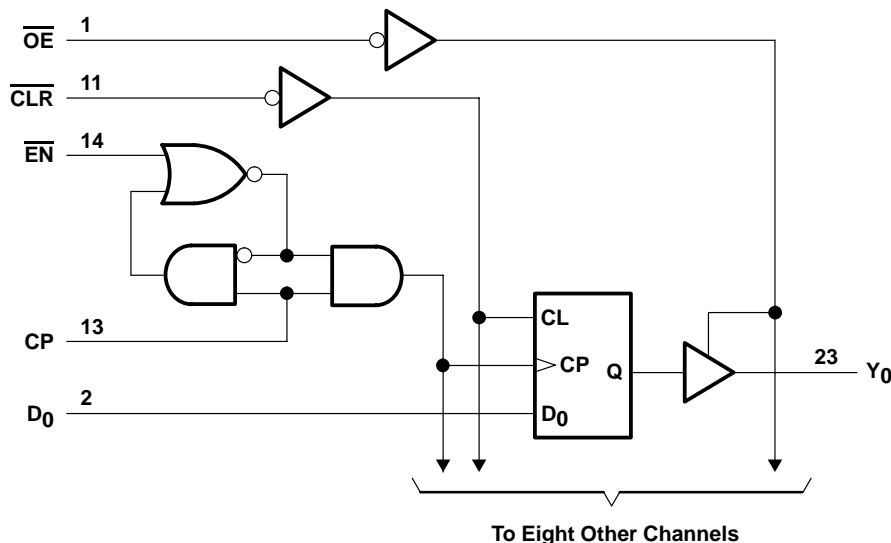 OE 1
CLR 11
EN 14
CL
CP 13
CP
Q
23 Y0
D0 2
D0
To Eight Other Channels